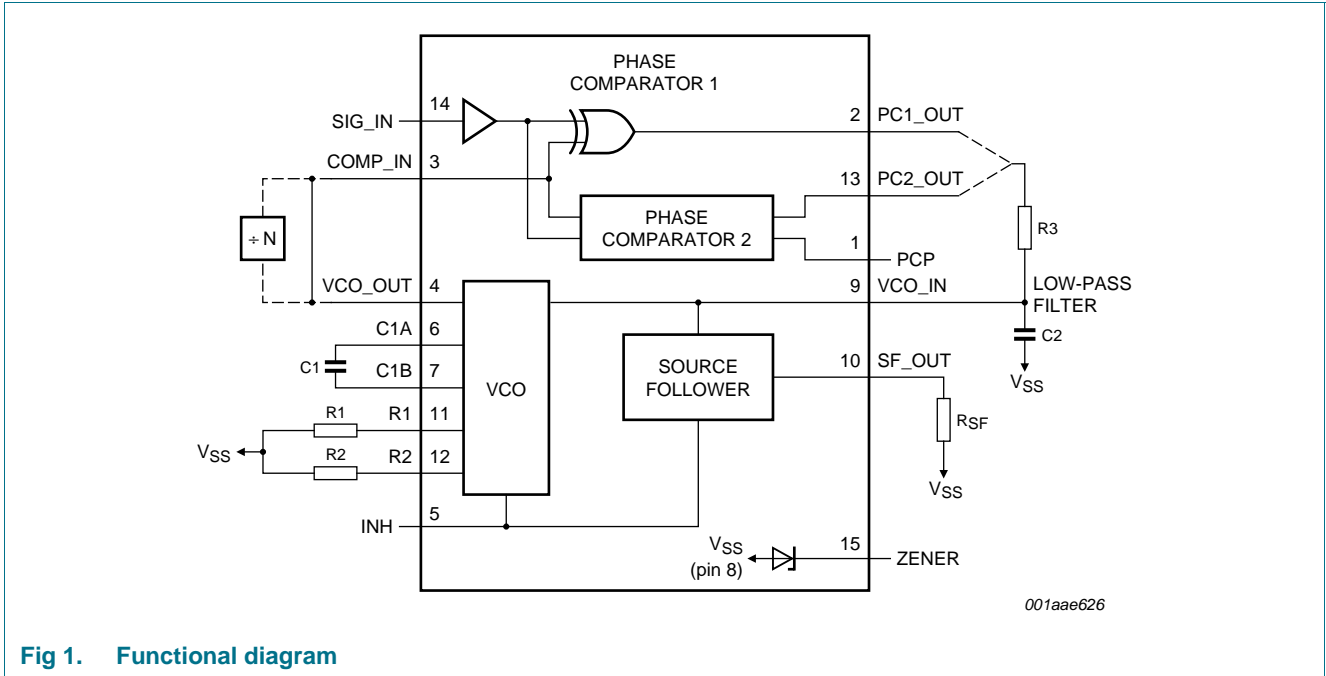 PHASE
COMPARATOR 1
14
SIG_IN
2 PC1_OUT
COMP_IN 3
13 PC2_OUT
PHASE
COMPARATOR 2
÷ N
R3
1
PCP
VCO_OUT 4
9 VCO_IN
LOW-PASS
FILTER
C1A 6
C2
C1
C1B 7
VCO
SOURCE
FOLLOWER
10 SF_OUT
VSS
R1 R1 11
RSF
VSS
R2 R2 12
VSS
INH 5
VSS
(pin 8)
15
ZENER
001aae626
Fig 1. Functional diagram